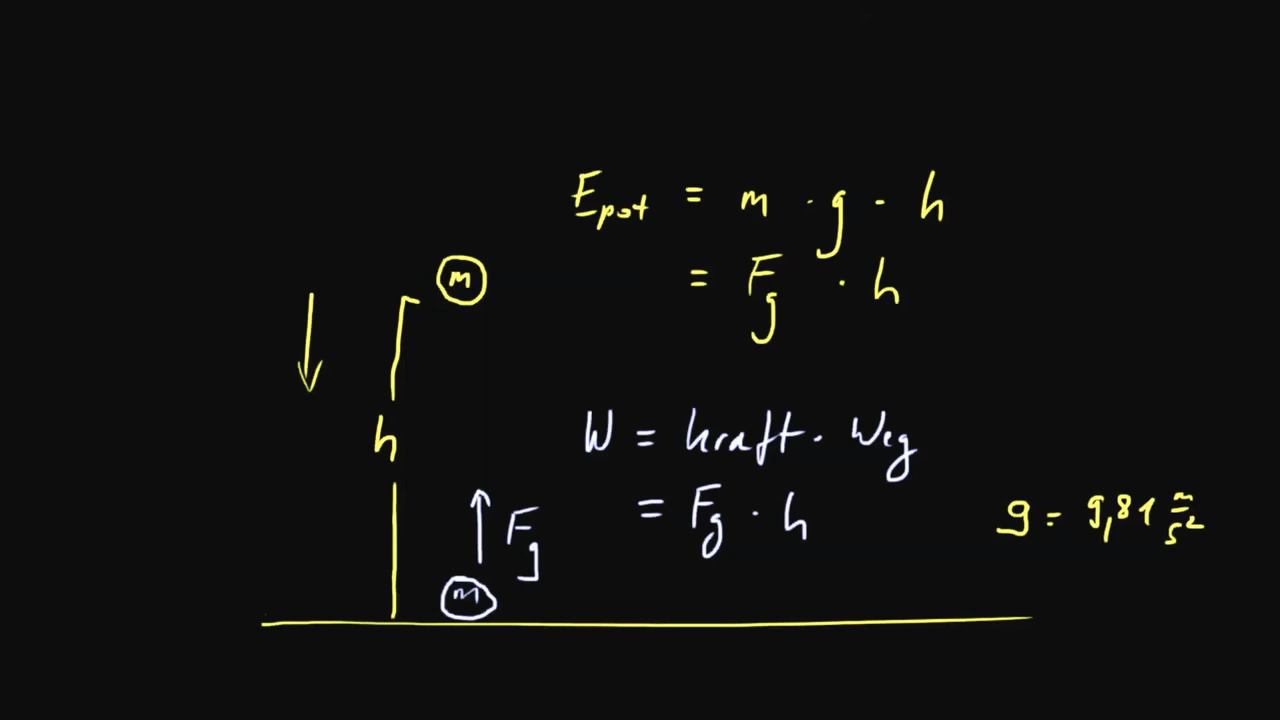 E_pot = m · g · h
= F_g · h
m
h
W = kraft · Weg
= F_g · h
F_g
m
g = 9,81 m/s²